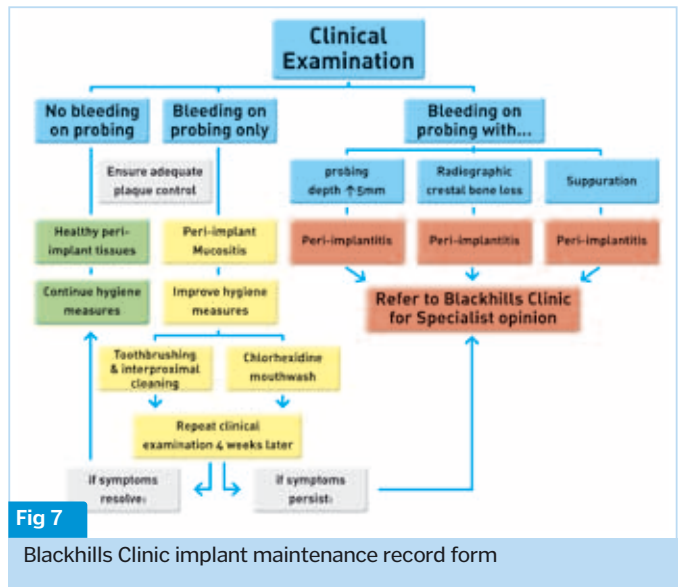 Clinical
Examination
No bleeding
on probing
Bleeding on
probing only
Bleeding on
probing with...
Ensure adequate
plaque control
probing
depth ↑5mm
Radiographic
crestal bone loss
Suppuration
Healthy peri-
implant tissues
Peri-implant
Mucositis
Peri-implantitis
Peri-implantitis
Peri-implantitis
Continue hygiene
measures
Improve hygiene
measures
Refer to Blackhills Clinic
for Specialist opinion
Toothbrushing
& interproximal
cleaning
Chlorhexidine
mouthwash
Repeat clinical
examination 4 weeks later
if symptoms
resolve:
if symptoms
persist:
Fig 7
Blackhills Clinic implant maintenance record form